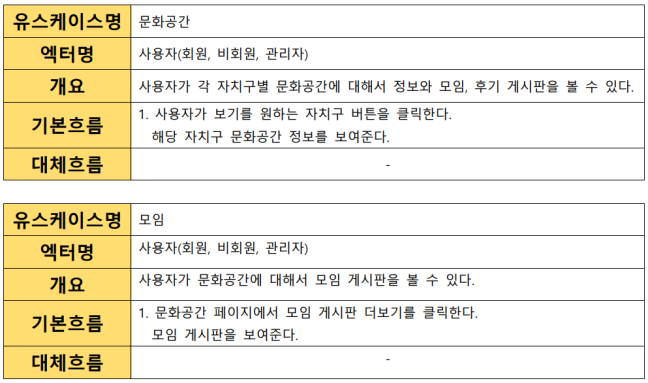 유스케이스명 문화공간
엑터명 사용자(회원, 비회원, 관리자)
개요 사용자가 각 자치구별 문화공간에 대해서 정보와 모임, 후기 게시판을 볼 수 있다.
기본흐름 1. 사용자가 보기를 원하는 자치구 버튼을 클릭한다.
해당 자치구 문화공간 정보를 보여준다.
대체흐름 -
유스케이스명 모임
엑터명 사용자(회원, 비회원, 관리자)
개요 사용자가 문화공간에 대해서 모임 게시판을 볼 수 있다.
기본흐름 1. 문화공간 페이지에서 모임 게시판 더보기를 클릭한다.
모임 게시판을 보여준다.
대체흐름 -